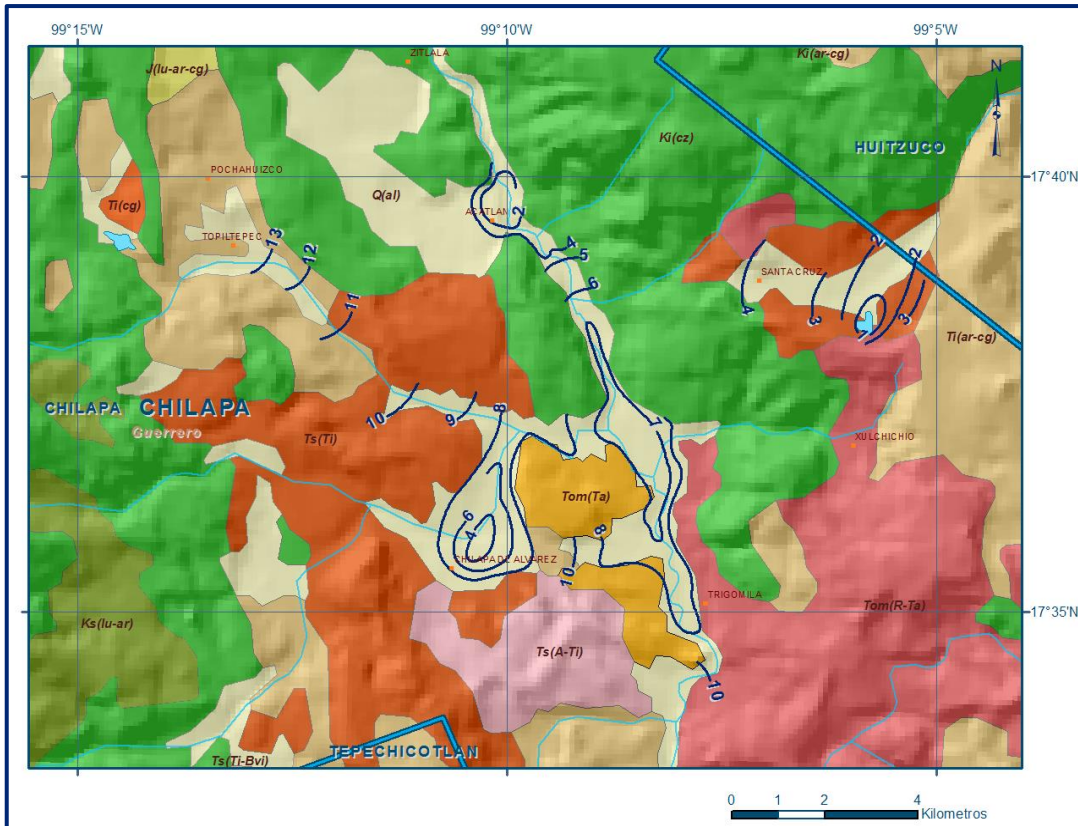 99°15'W
99°10'W
99°5'W
ZITLALA
Ki(ar-cg)
J(lu-ar-cg)
N
Ki(cz)
HUITZUCO
POCHAHUIZCO
17°40'N
Q(al)
Ti(cg)
2
ACATLAN
TOPILTEPEC
13
12
4
5
6
2
2
SANTA CRUZ
11
4
3
1
3
Ti(ar-cg)
CHILAPA
CHILAPA
Guerrero
10
9
8
7
Ts(Ti)
XULCHICHIO
Tom(Ta)
6
4
8
CHILAPA DE ALVAREZ
10
TRIGOMILA
Tom(R-Ta)
17°35'N
Ks(lu-ar)
Ts(A-Ti)
10
TEPECHICOTLAN
Ts(Ti-Bvi)
0 1 2 4
Kilometros